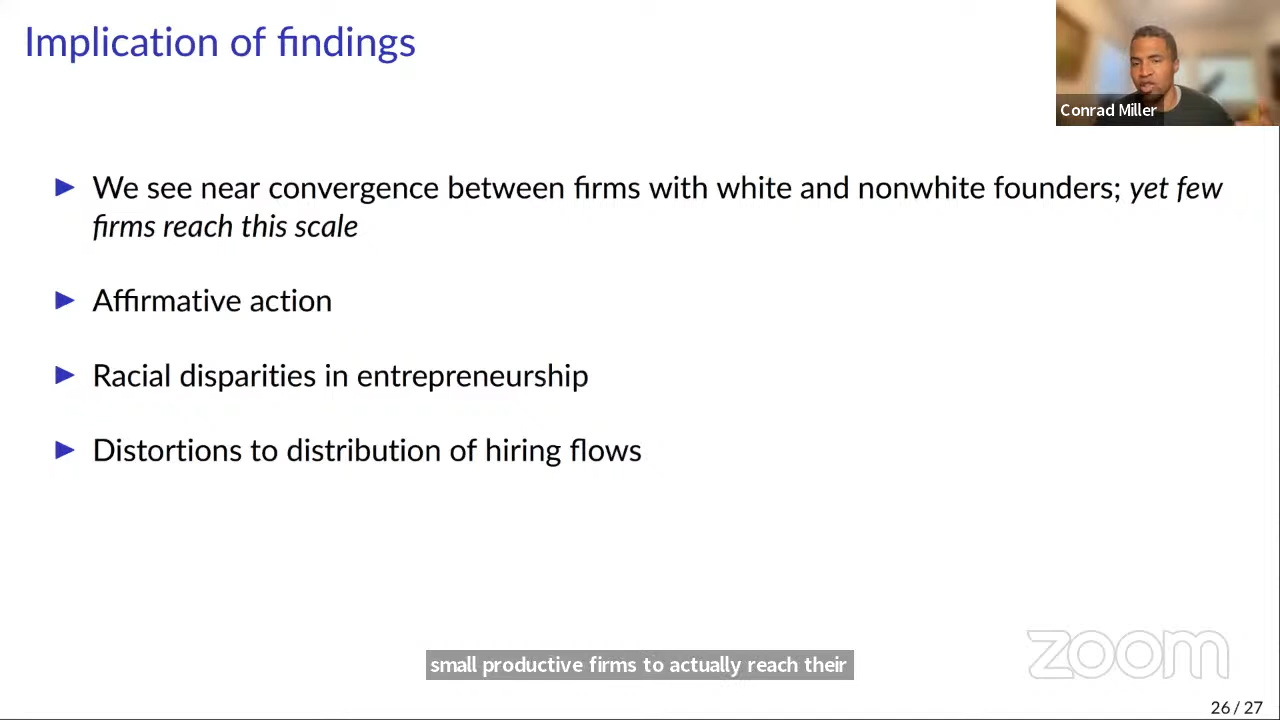 Implication of findings
Conrad Miller
► We see near convergence between firms with white and nonwhite founders; yet few
firms reach this scale
► Affirmative action
► Racial disparities in entrepreneurship
► Distortions to distribution of hiring flows
small productive firms to actually reach their
zoom
26 / 27